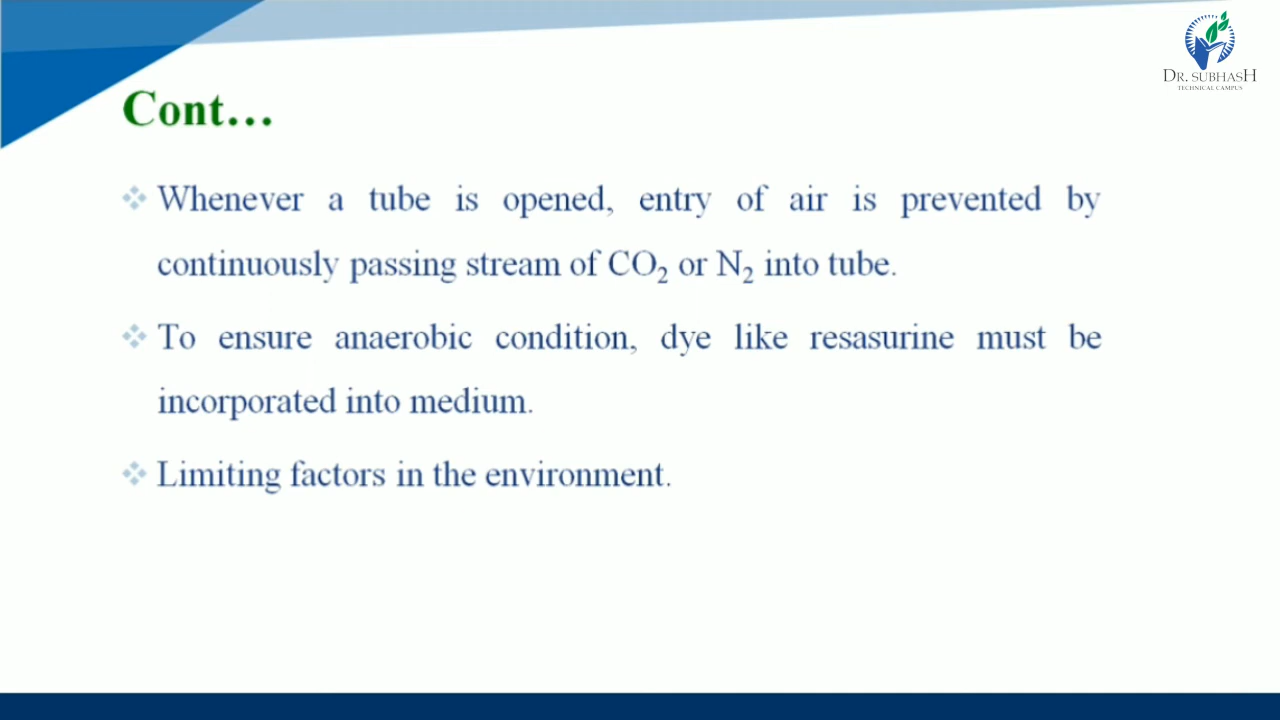 DR. SUBHASH
TECHNICAL CAMPUS
Cont...
Whenever a tube is opened, entry of air is prevented by
continuously passing stream of CO₂ or N₂ into tube.
To ensure anaerobic condition, dye like resasurine must be
incorporated into medium.
Limiting factors in the environment.